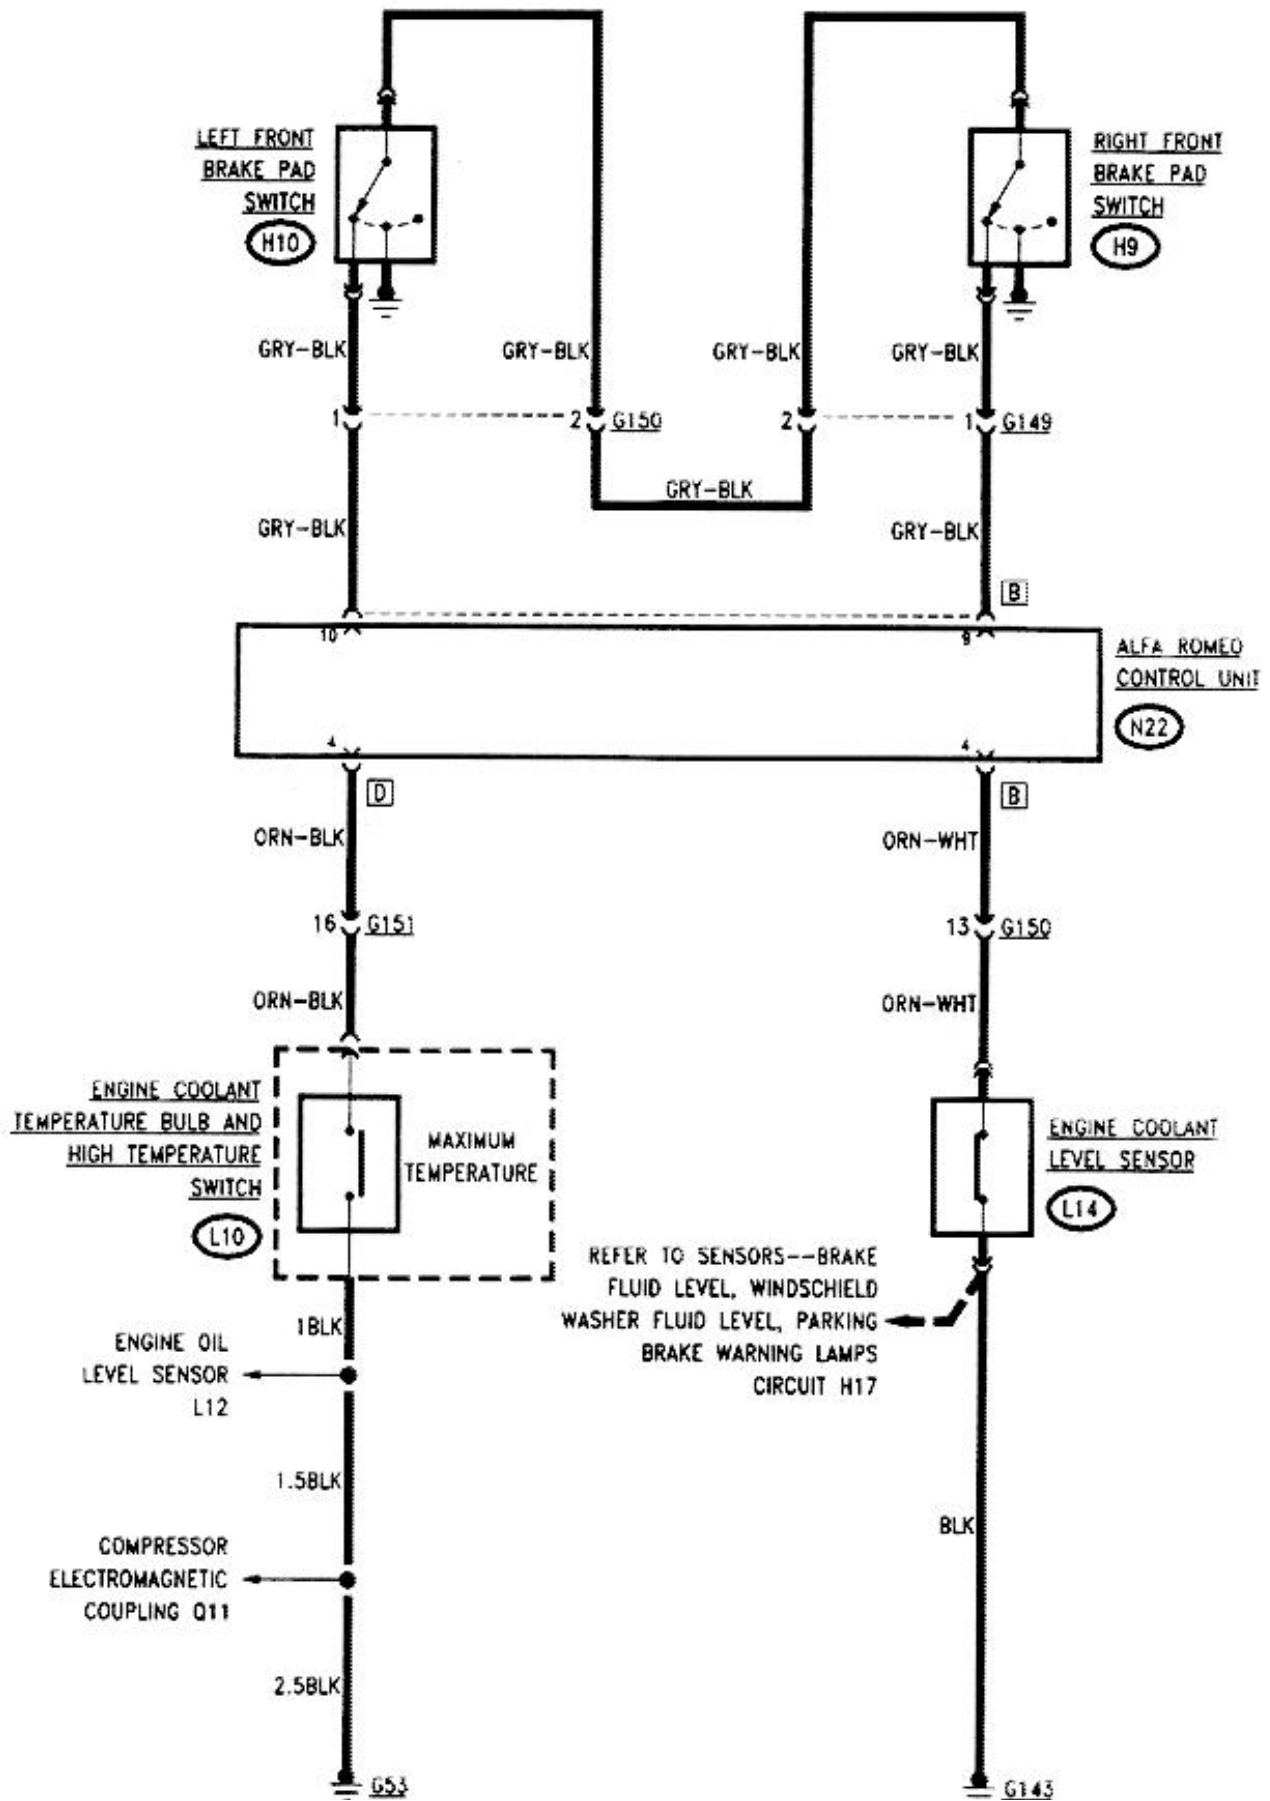 LEFT FRONT
BRAKE PAD
SWITCH
H10
RIGHT FRONT
BRAKE PAD
SWITCH
H9
GRY-BLK
GRY-BLK
GRY-BLK
GRY-BLK
1
2 G150
2
1 G149
GRY-BLK
GRY-BLK
GRY-BLK
B
10
9
ALFA ROMEO
CONTROL UNIT
N22
4
4
D
B
ORN-BLK
ORN-WHT
16 G151
13 G150
ORN-BLK
ORN-WHT
ENGINE COOLANT
TEMPERATURE BULB AND
HIGH TEMPERATURE
SWITCH
L10
MAXIMUM
TEMPERATURE
ENGINE COOLANT
LEVEL SENSOR
L14
REFER TO SENSORS--BRAKE
FLUID LEVEL, WINDSCHIELD
WASHER FLUID LEVEL, PARKING
BRAKE WARNING LAMPS
CIRCUIT H17
1BLK
ENGINE OIL
LEVEL SENSOR
L12
1.5BLK
BLK
COMPRESSOR
ELECTROMAGNETIC
COUPLING Q11
2.5BLK
G53
G143